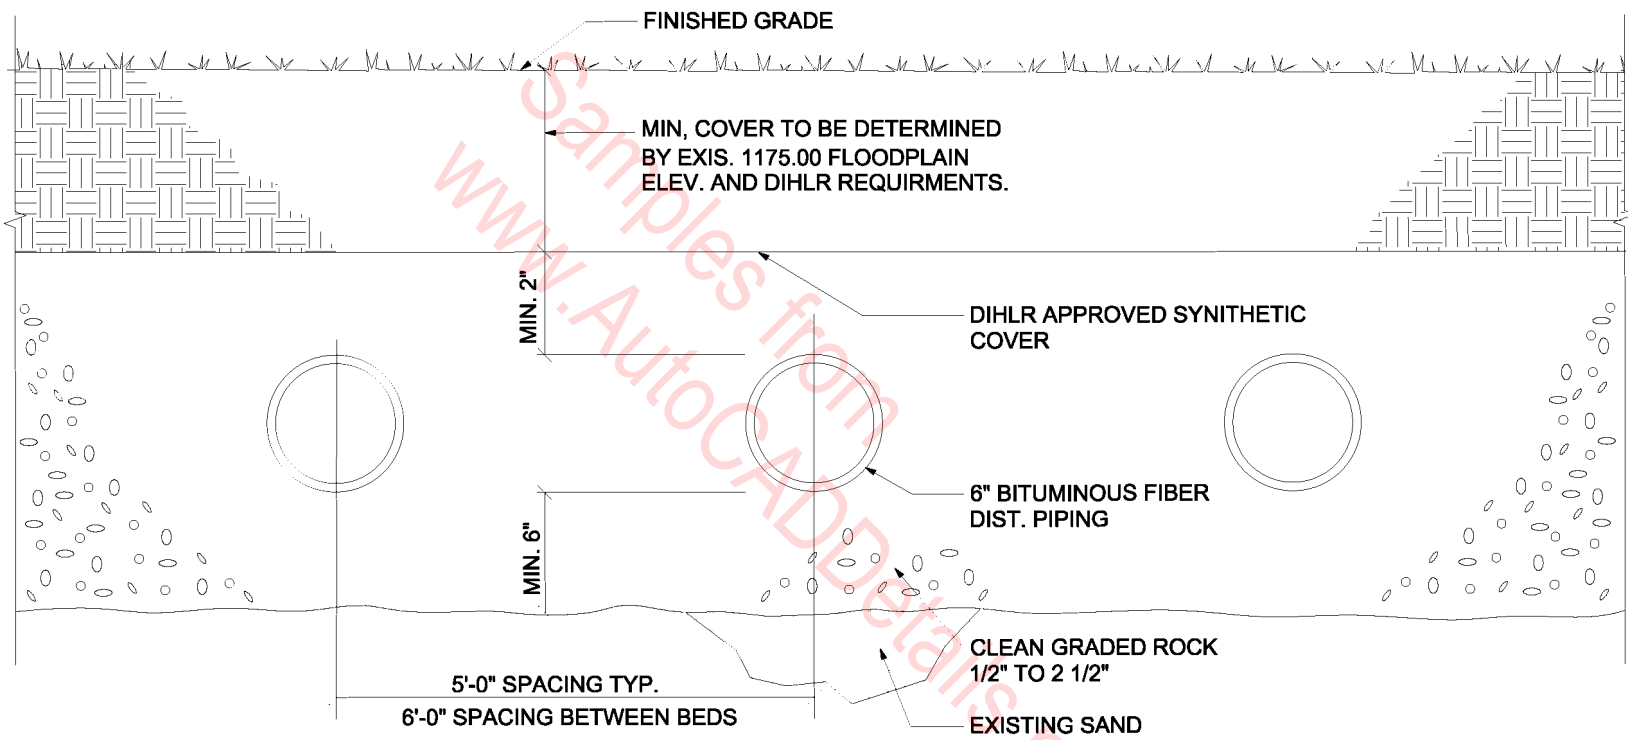 FINISHED GRADE
MIN, COVER TO BE DETERMINED
BY EXIS. 1175.00 FLOODPLAIN
ELEV. AND DIHLR REQUIRMENTS.
MIN. 2"
DIHLR APPROVED SYNITHETIC
COVER
6" BITUMINOUS FIBER
DIST. PIPING
MIN. 6"
CLEAN GRADED ROCK
1/2" TO 2 1/2"
5'-0" SPACING TYP.
6'-0" SPACING BETWEEN BEDS
EXISTING SAND
Samples from
www.AutoCADDetails